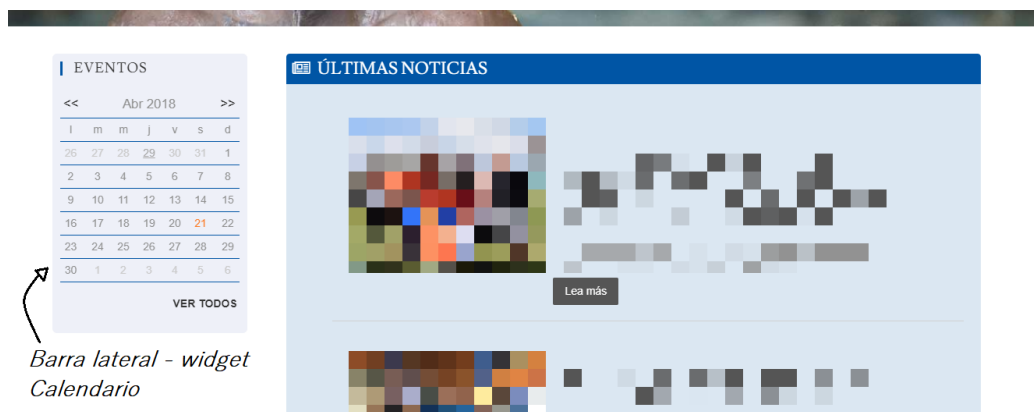 EVENTOS
<< Abr 2018 >>
l m m j v s d
26 27 28 29 30 31 1
2 3 4 5 6 7 8
9 10 11 12 13 14 15
16 17 18 19 20 21 22
23 24 25 26 27 28 29
30 1 2 3 4 5 6
VER TODOS
Barra lateral - widget
Calendario
ÚLTIMAS NOTICIAS
Lea más